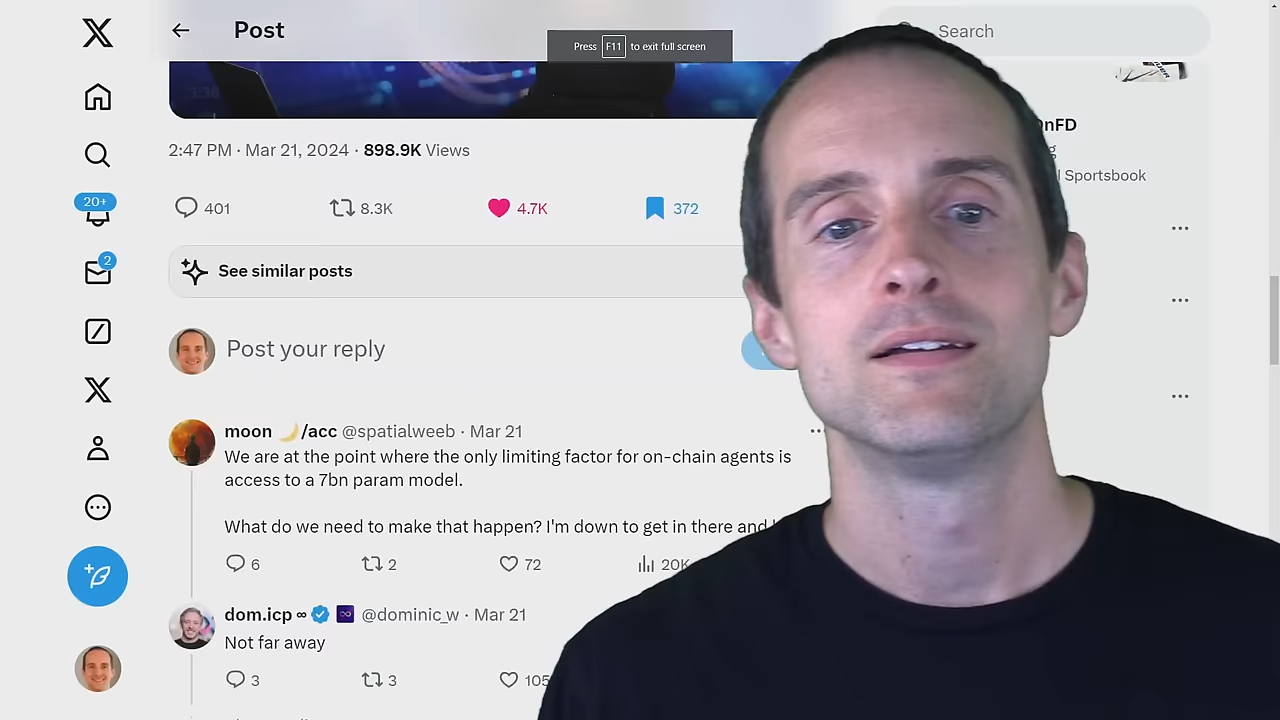 Post
Press F11 to exit full screen
Search
2:47 PM · Mar 21, 2024 · 898.9K Views
401
8.3K
4.7K
372
See similar posts
Post your reply
nFD
Sportsbook
20+
2
moon 🌙/acc @spatialweeb · Mar 21
We are at the point where the only limiting factor for on-chain agents is
access to a 7bn param model.
What do we need to make that happen? I'm down to get in there and
6
2
72
20K
dom.icp ∞ @dominic_w · Mar 21
Not far away
3
3
105